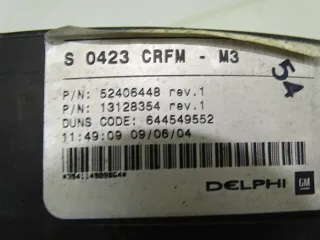 S 0423 CRFM - M3
5A
P/N: 52406448 rev.1
P/N: 13128354 rev.1
DUNS CODE: 644549552
11:49:09 09/06/04
DELPHI GM